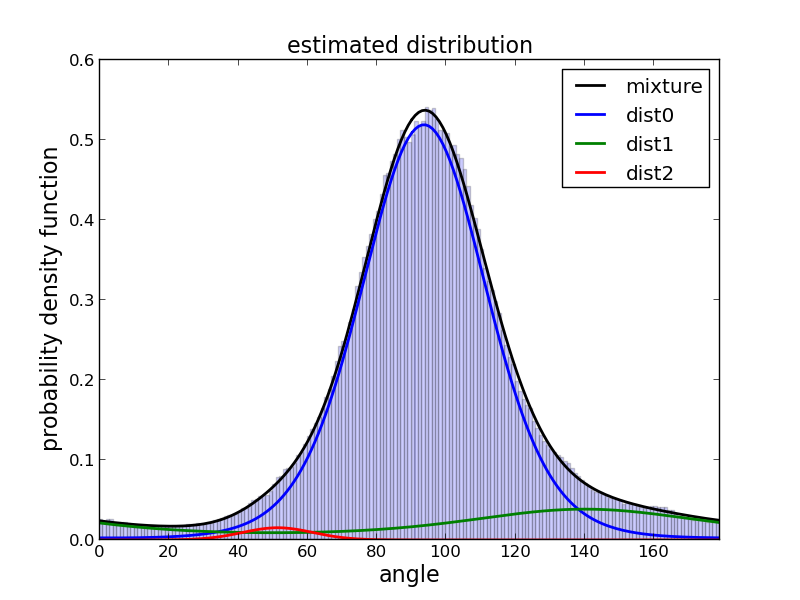 estimated distribution
mixture
dist0
dist1
dist2
probability density function
0.6
0.5
0.4
0.3
0.2
0.1
0.0
0 20 40 60 80 100 120 140 160
angle